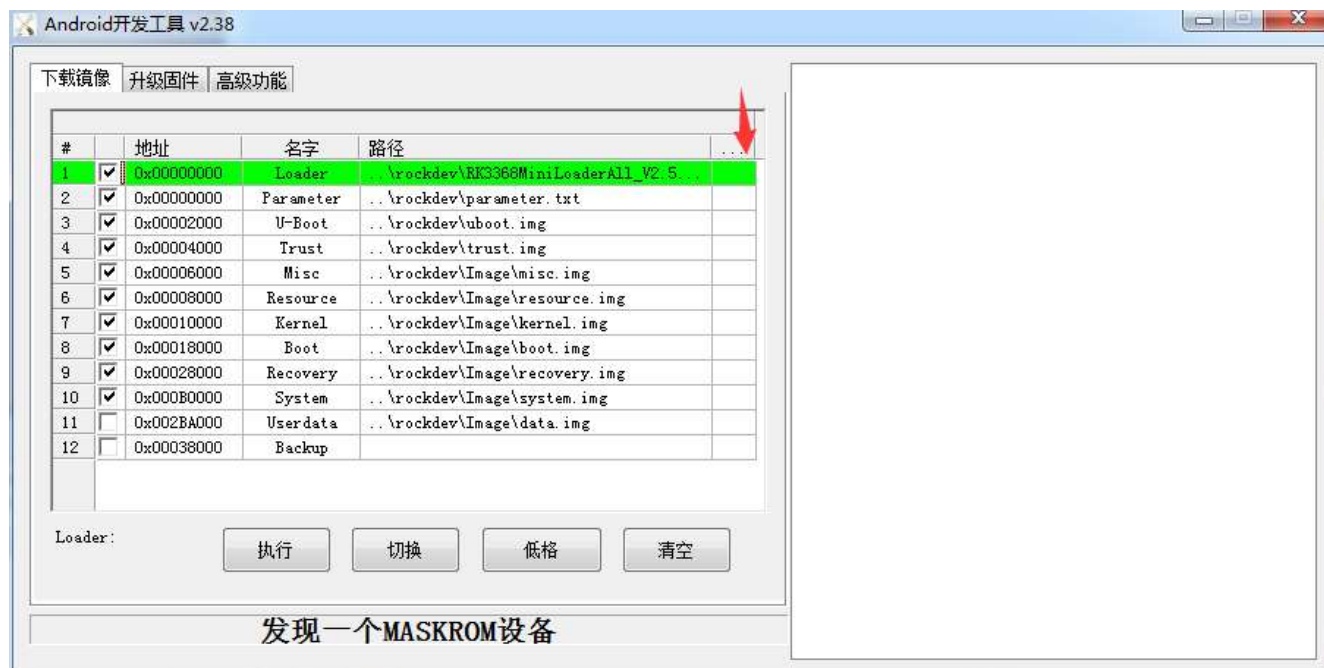 Android开发工具 v2.38
下载镜像 升级固件 高级功能
# 地址 名字 路径 ...
1 0x00000000 Loader ..\rockdev\RK3368MiniLoaderAll_V2.5...
2 0x00000000 Parameter ..\rockdev\parameter.txt
3 0x00002000 U-Boot ..\rockdev\uboot.img
4 0x00004000 Trust ..\rockdev\trust.img
5 0x00006000 Misc ..\rockdev\Image\misc.img
6 0x00008000 Resource ..\rockdev\Image\resource.img
7 0x00010000 Kernel ..\rockdev\Image\kernel.img
8 0x00018000 Boot ..\rockdev\Image\boot.img
9 0x00028000 Recovery ..\rockdev\Image\recovery.img
10 0x000B0000 System ..\rockdev\Image\system.img
11 0x002BA000 Userdata ..\rockdev\Image\data.img
12 0x00038000 Backup
Loader: 执行 切换 低格 清空
发现一个MASKROM设备